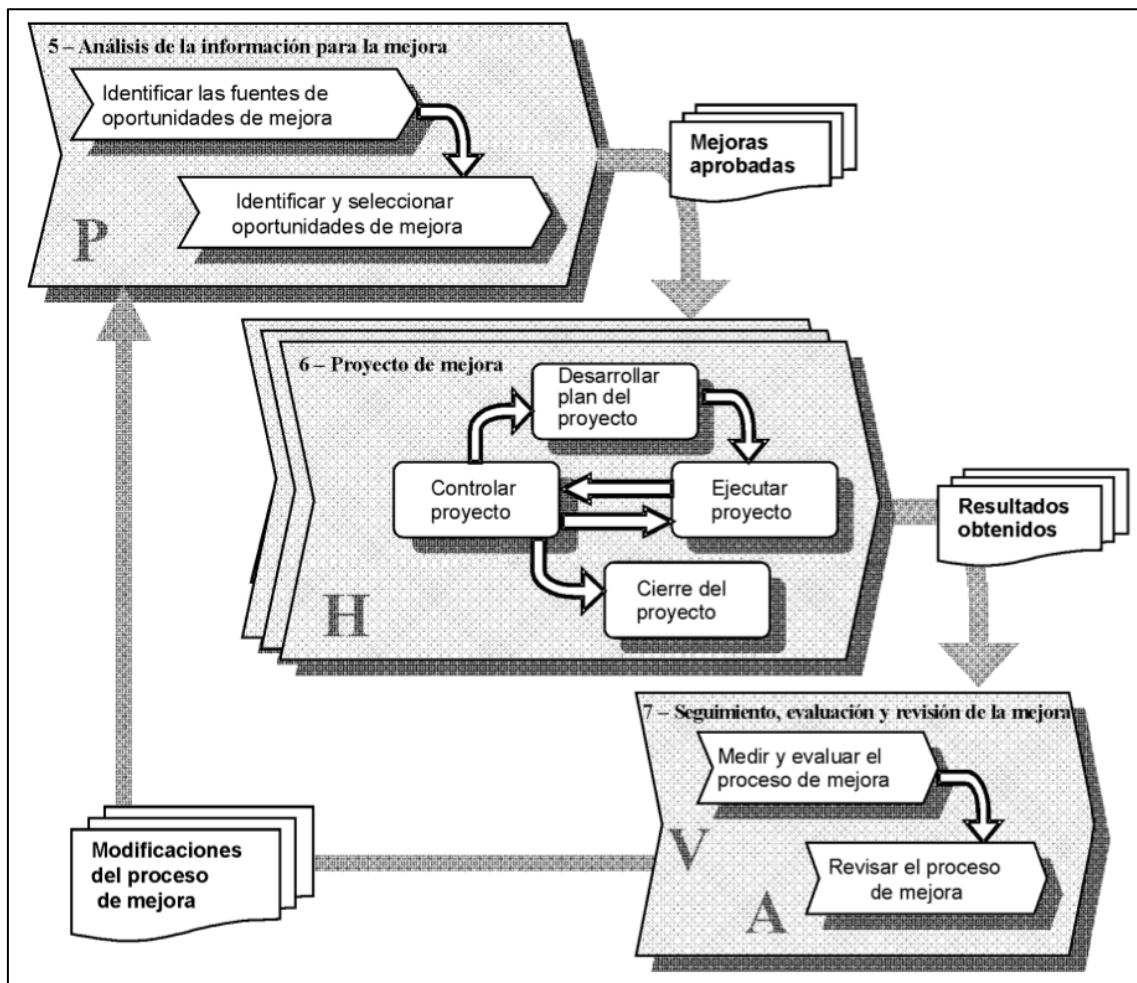 5 – Análisis de la información para la mejora
Identificar las fuentes de
oportunidades de mejora
Identificar y seleccionar
oportunidades de mejora
P
Mejoras
aprobadas
6 – Proyecto de mejora
Desarrollar
plan del
proyecto
Controlar
proyecto
Ejecutar
proyecto
Cierre del
proyecto
H
Resultados
obtenidos
7 – Seguimiento, evaluación y revisión de la mejora
Medir y evaluar el
proceso de mejora
V
Revisar el proceso
de mejora
A
Modificaciones
del proceso
de mejora